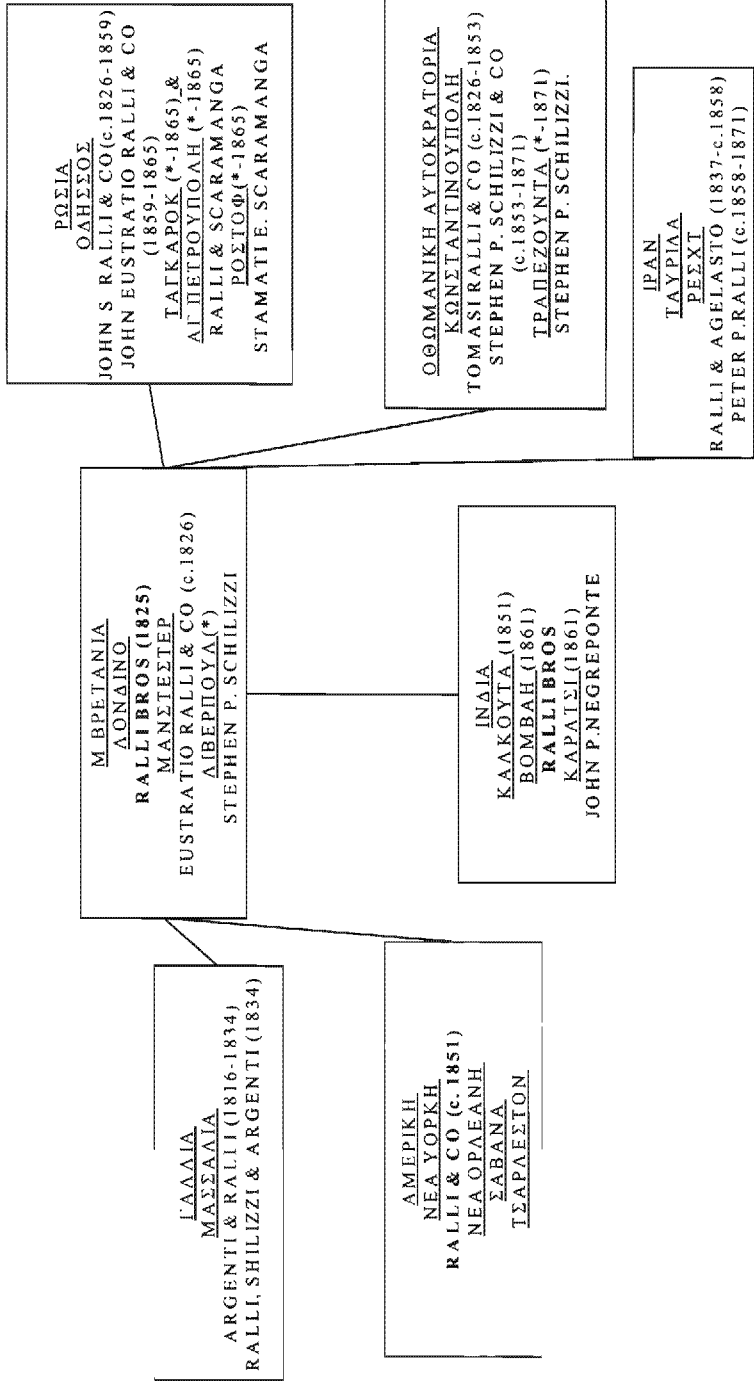 ΓΑΛΛΙΑ
ΜΑΣΣΑΛΙΑ
ARGENTI & RALLI (1816-1834)
RALLI, SHILIZZI & ARGENTI (1834)
Μ ΒΡΕΤΑΝΙΑ
ΛΟΝΔΙΝΟ
RALLI BROS (1825)
ΜΑΝΣΤΕΣΤΕΡ
EUSTRATIO RALLI & CO (c.1826)
ΛΙΒΕΡΠΟΥΛ(*)
STEPHEN P. SCHILIZZI
ΡΩΣΙΑ
ΟΔΗΣΣΟΣ
JOHN S RALLI & CO(c.1826-1859)
JOHN EUSTRATIO RALLI & CO
(1859-1865)
ΤΑΓΚΑΡΟΚ (*-1865) &
ΑΓ ΠΕΤΡΟΥΠΟΛΗ (*-1865)
RALLI & SCARAMANGA
ΡΟΣΤΟΦ(*-1865)
STAMATIE. SCARAMANGA
ΑΜΕΡΙΚΗ
ΝΕΑ ΥΟΡΚΗ
RALLI & CO (c. 1851)
ΝΕΑ ΟΡΛΕΑΝΗ
ΣΑΒΑΝΑ
ΤΣΑΡΛΕΣΤΟΝ
ΙΝΔΙΑ
ΚΑΛΚΟΥΤΑ (1851)
ΒΟΜΒΑΗ (1861)
RALLI BROS
ΚΑΡΑΤΣΙ (1861)
JOHN P.NEGREPONTE
ΟΘΩΜΑΝΙΚΗ ΑΥΤΟΚΡΑΤΟΡΙΑ
ΚΩΝΣΤΑΝΤΙΝΟΥΠΟΛΗ
TOMASI RALLI & CO (c.1826-1853)
STEPHEN P. SCHILIZZI & CO
(c.1853-1871)
ΤΡΑΠΕΖΟΥΝΤΑ (*-1871)
STEPHEN P. SCHILIZZI.
ΙΡΑΝ
ΤΑΥΡΙΔΑ
ΡΕΣΧΤ
RALLI & AGELASTO (1837-c.1858)
PETER P.RALLI (c.1858-1871)